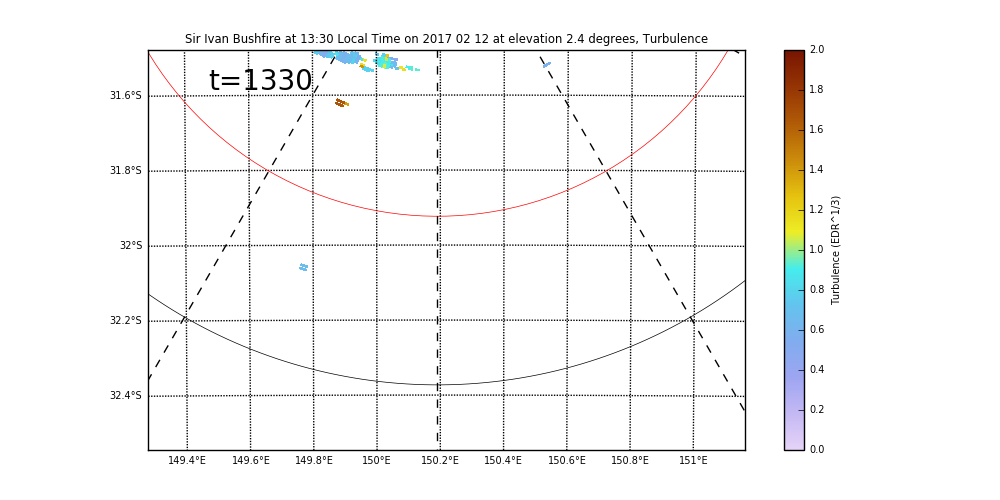 Sir Ivan Bushfire at 13:30 Local Time on 2017 02 12 at elevation 2.4 degrees, Turbulence
t=1330
31.6°S
31.8°S
32°S
32.2°S
32.4°S
149.4°E 149.6°E 149.8°E 150°E 150.2°E 150.4°E 150.6°E 150.8°E 151°E
2.0
1.8
1.6
1.4
1.2
1.0
0.8
0.6
0.4
0.2
0.0
Turbulence (EDR^1/3)